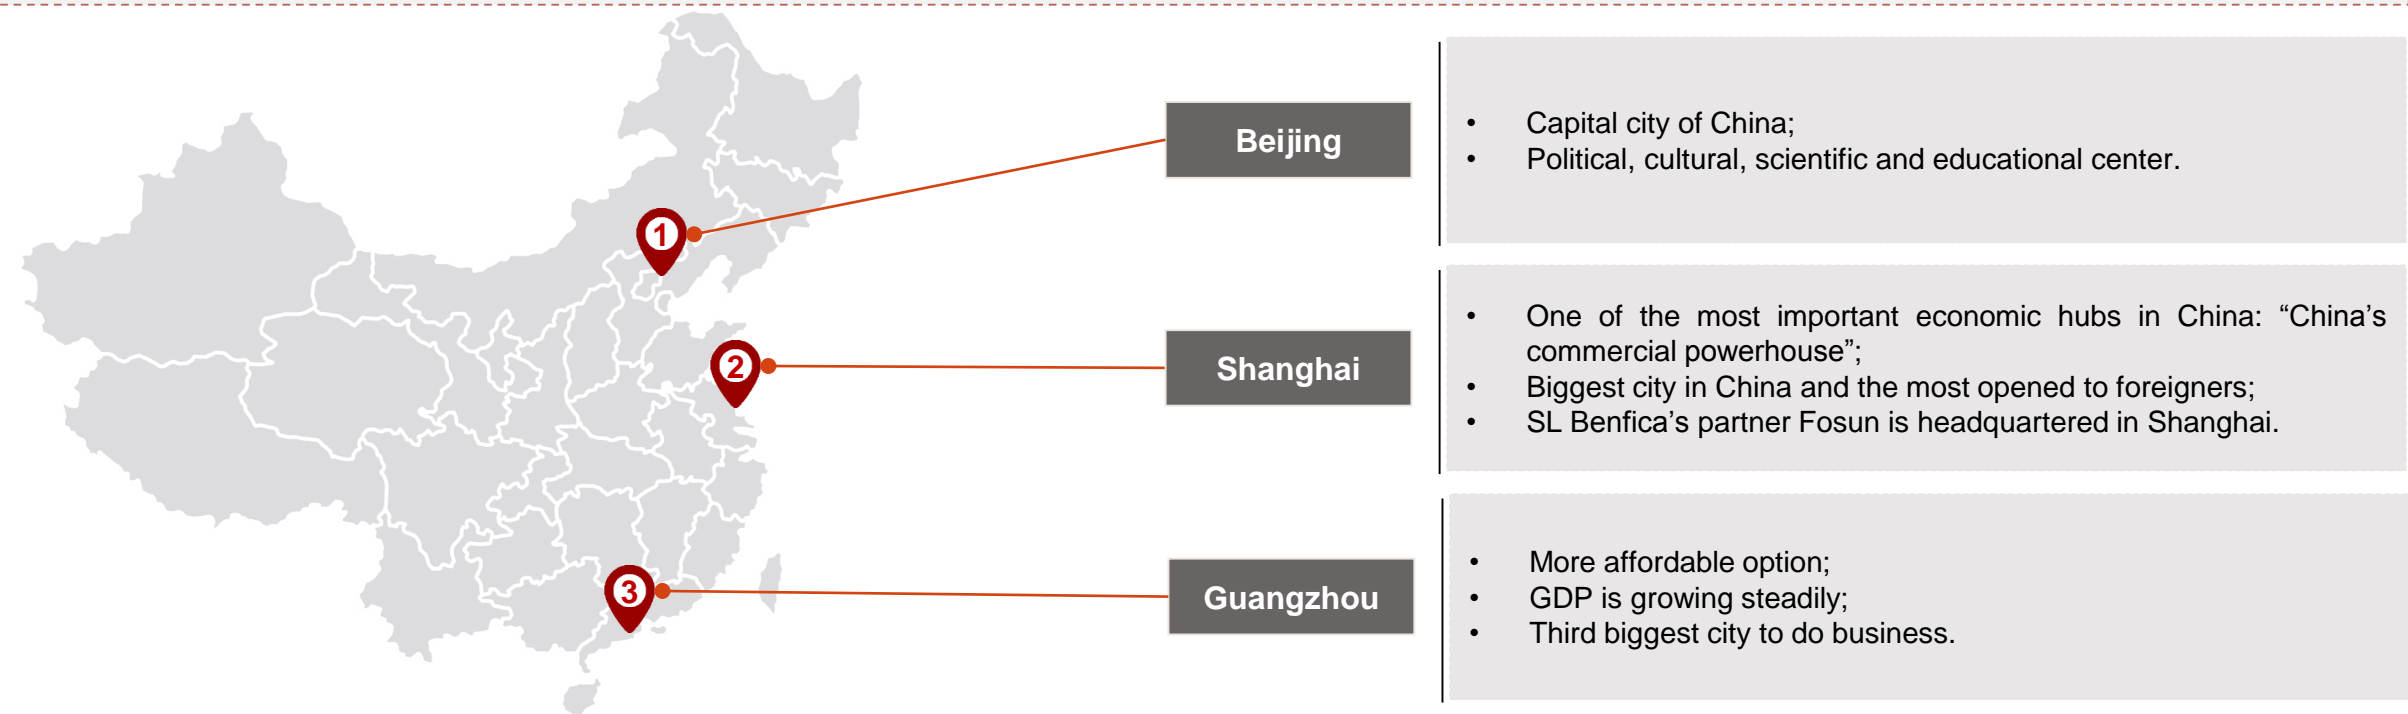 1
Beijing
• Capital city of China;
• Political, cultural, scientific and educational center.
2
Shanghai
• One of the most important economic hubs in China: “China’s
commercial powerhouse”;
• Biggest city in China and the most opened to foreigners;
• SL Benfica’s partner Fosun is headquartered in Shanghai.
3
Guangzhou
• More affordable option;
• GDP is growing steadily;
• Third biggest city to do business.